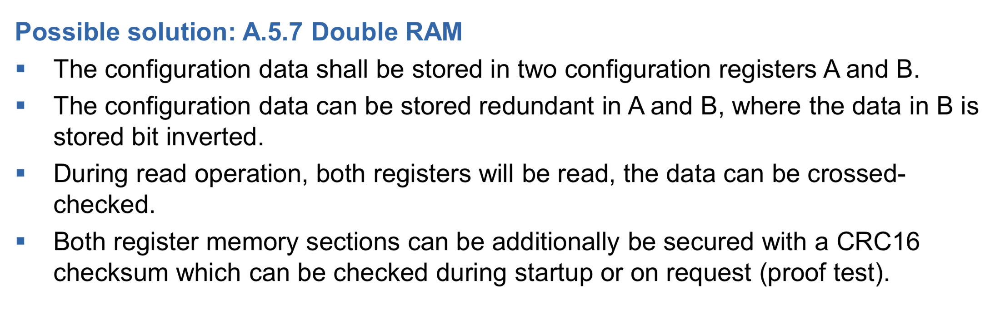 Possible solution: A.5.7 Double RAM
▪ The configuration data shall be stored in two configuration registers A and B.
▪ The configuration data can be stored redundant in A and B, where the data in B is
stored bit inverted.
▪ During read operation, both registers will be read, the data can be crossed-
checked.
▪ Both register memory sections can be additionally be secured with a CRC16
checksum which can be checked during startup or on request (proof test).